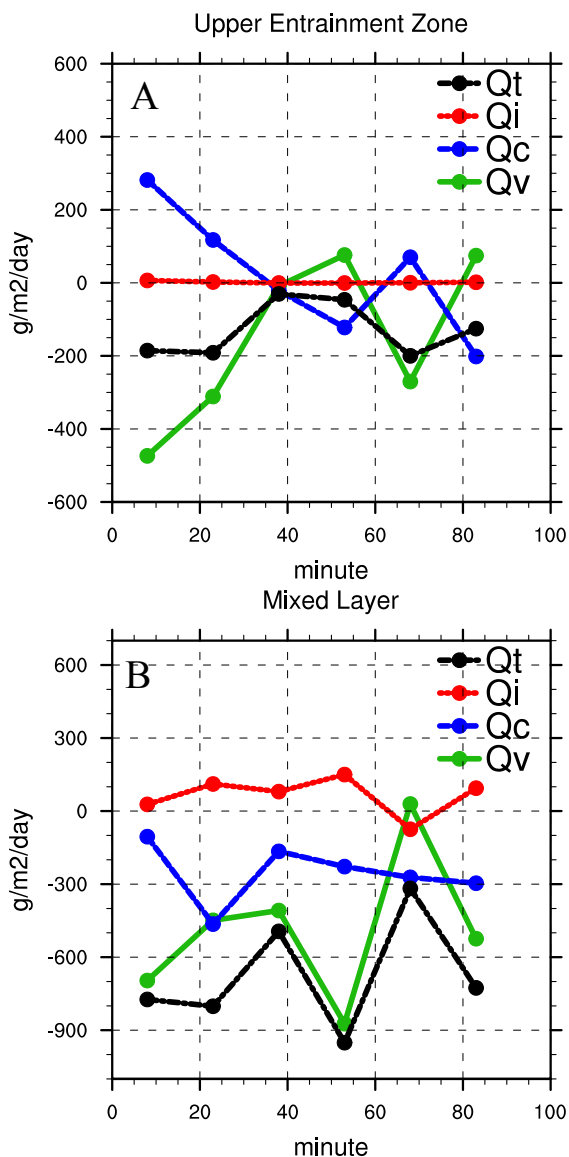 Upper Entrainment Zone
600
A
Qt
Qi
400
Qc
Qv
200
0
g/m2/day
-200
-400
-600
0 20 40 60 80 100
minute
Mixed Layer
600
B
Qt
Qi
Qc
300
Qv
0
g/m2/day
-300
-600
-900
0 20 40 60 80 100
minute